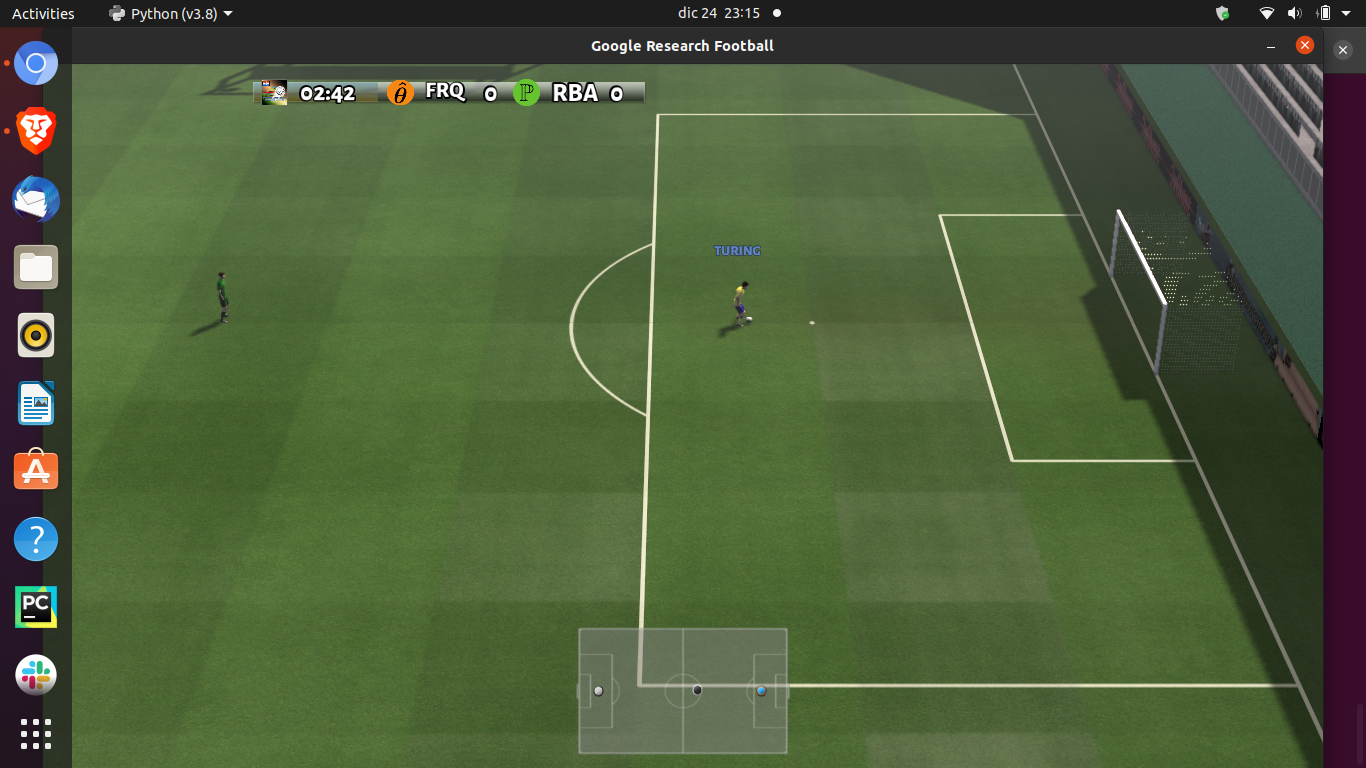 Activities Python (v3.8) dic 24 23:15
Google Research Football
02:42 θ̂ FRQ 0 ℙ RBA 0
TURING
?
PC